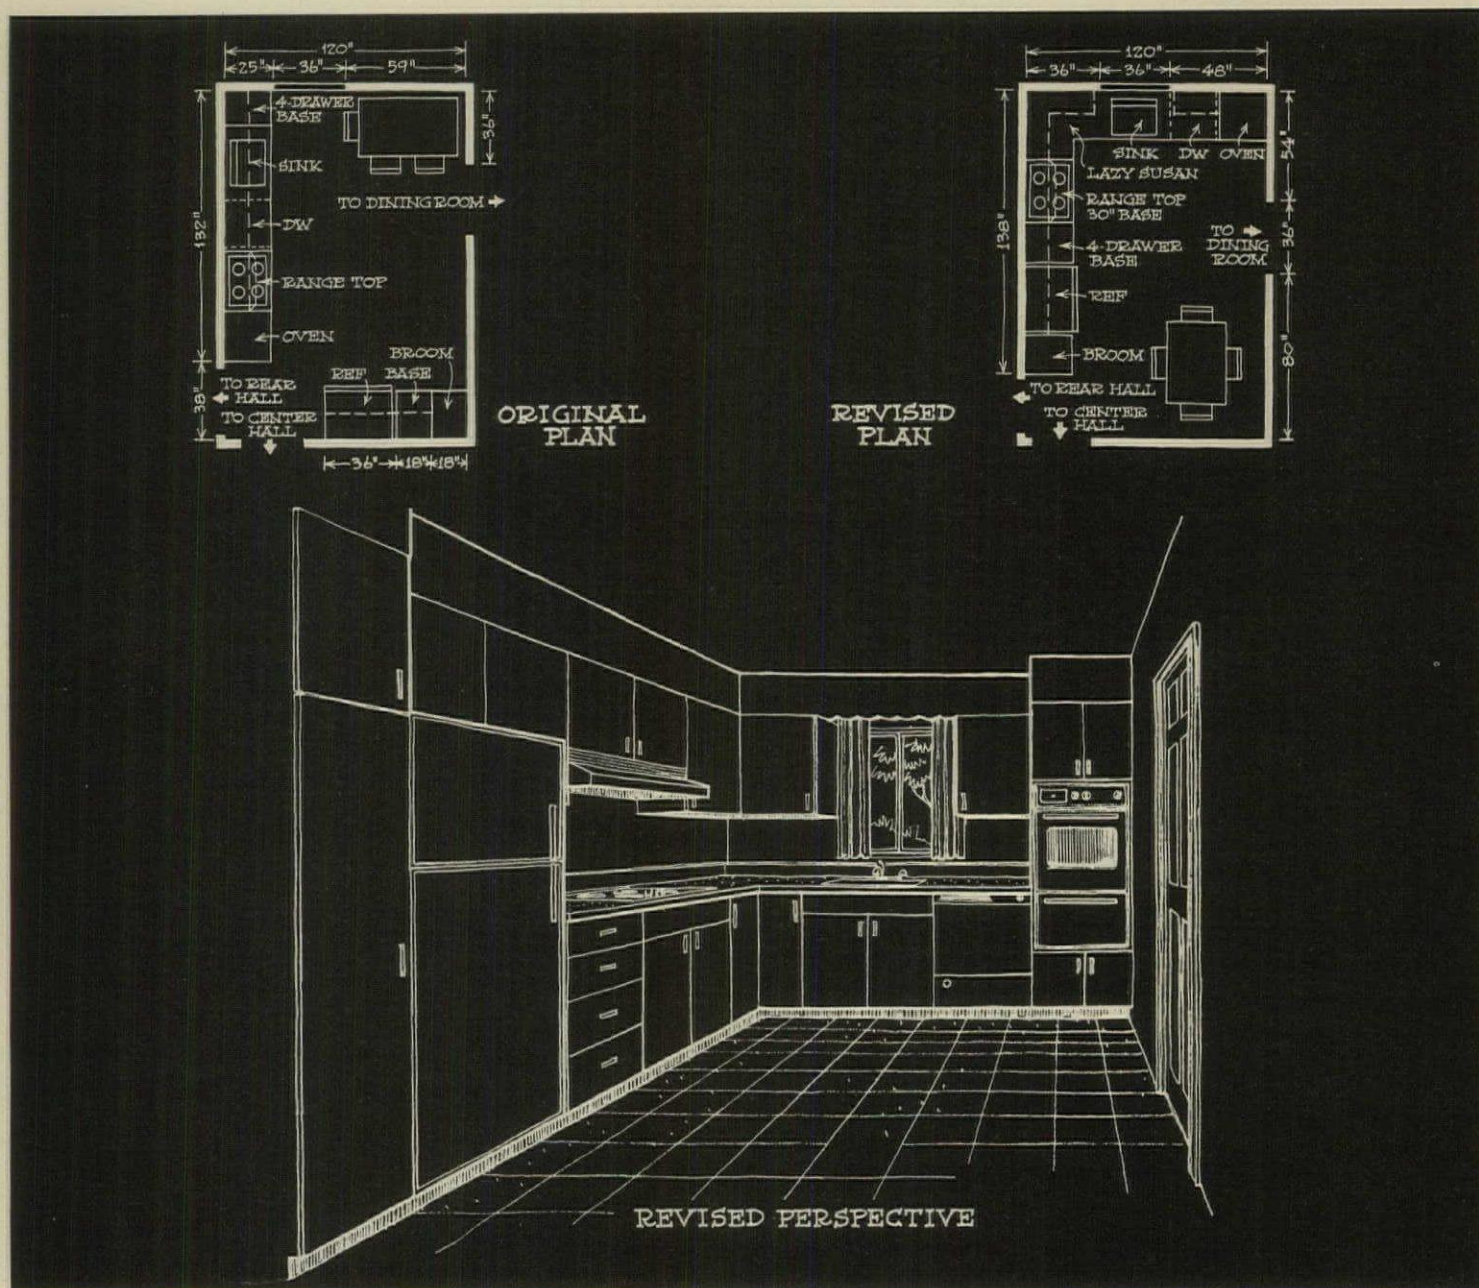 120"
25" 36" 59"
4-DRAWER
BASE
36"
SINK
TO DINING ROOM
132"
DW
RANGE TOP
OVEN
BROOM
REF BASE
TO REAR
HALL
38"
TO CENTER
HALL
36" 18" 18"
ORIGINAL
PLAN
120"
36" 36" 48"
SINK DW OVEN
54"
LAZY SUSAN
RANGE TOP
30" BASE
138"
TO
DINING
ROOM
36"
4-DRAWER
BASE
REF
BROOM
80"
TO REAR HALL
TO CENTER
HALL
REVISED
PLAN
REVISED PERSPECTIVE